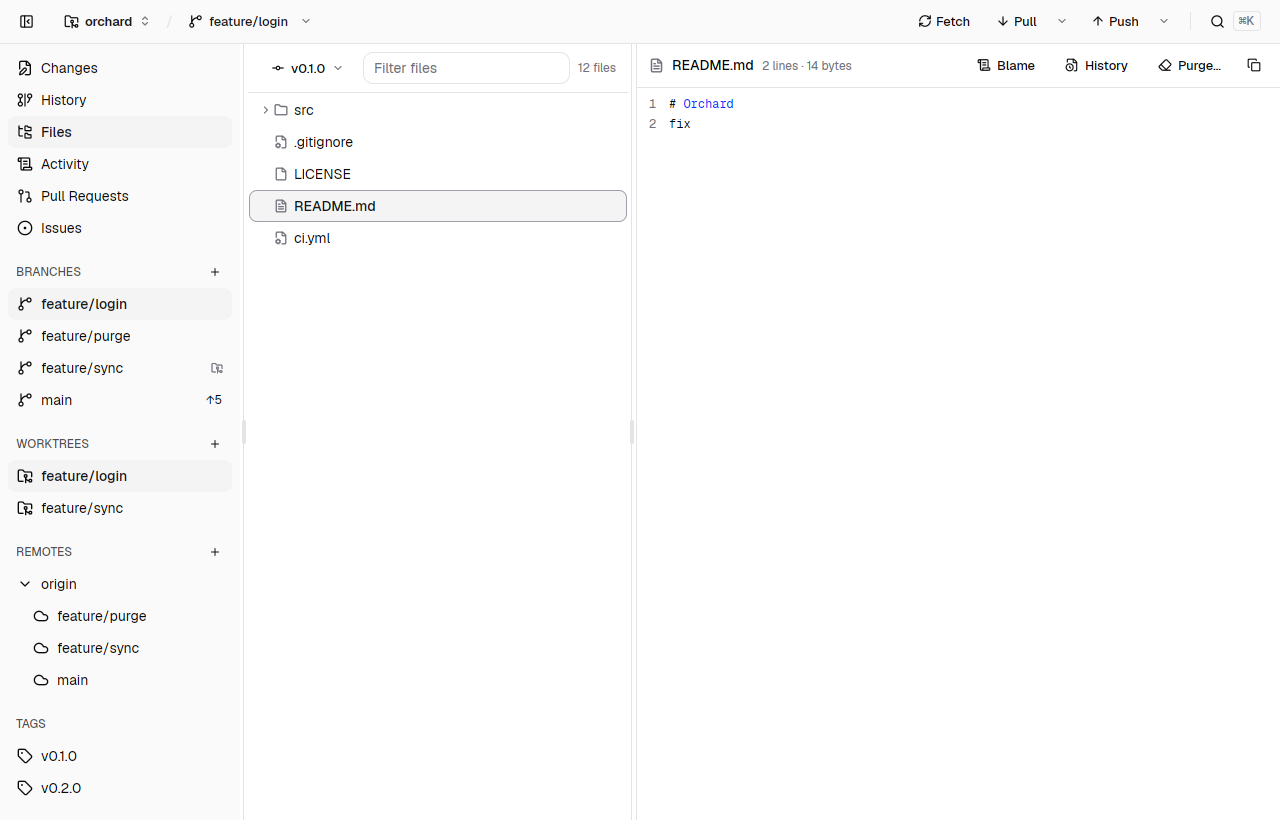 orchard / feature/login
Fetch Pull Push ⌘K
Changes
History
Files
Activity
Pull Requests
Issues
BRANCHES
feature/login
feature/purge
feature/sync
main ↑5
WORKTREES
feature/login
feature/sync
REMOTES
origin
feature/purge
feature/sync
main
TAGS
v0.1.0
v0.2.0
v0.1.0 Filter files 12 files
src
.gitignore
LICENSE
README.md
ci.yml
README.md 2 lines · 14 bytes Blame History Purge...
1 # Orchard
2 fix